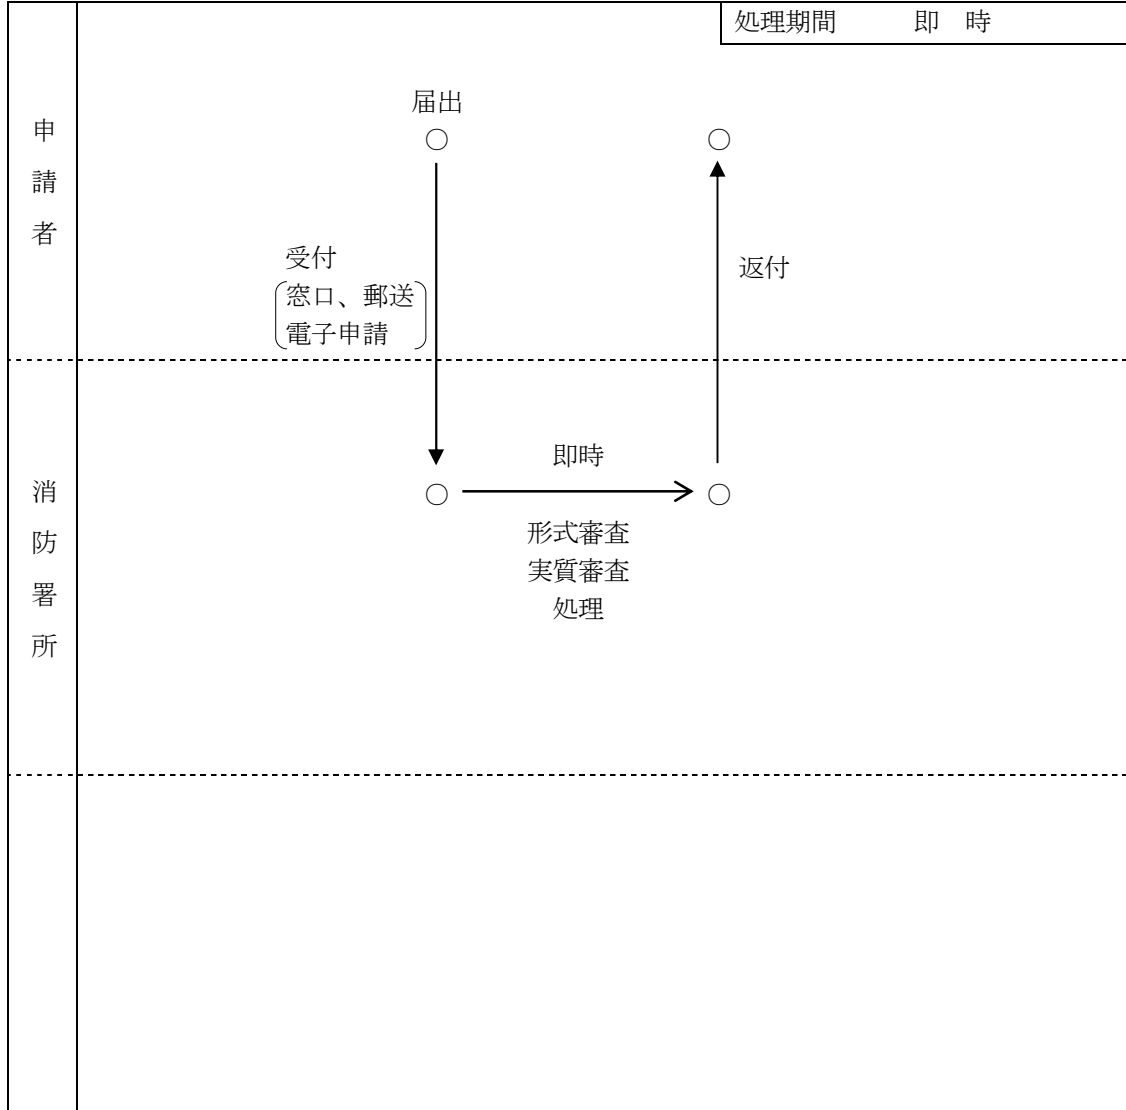 処理期間　即　時
申請者
届出
○　○
受付
窓口、郵送
電子申請
返付
消防署所
即時
○　○
形式審査
実質審査
処理